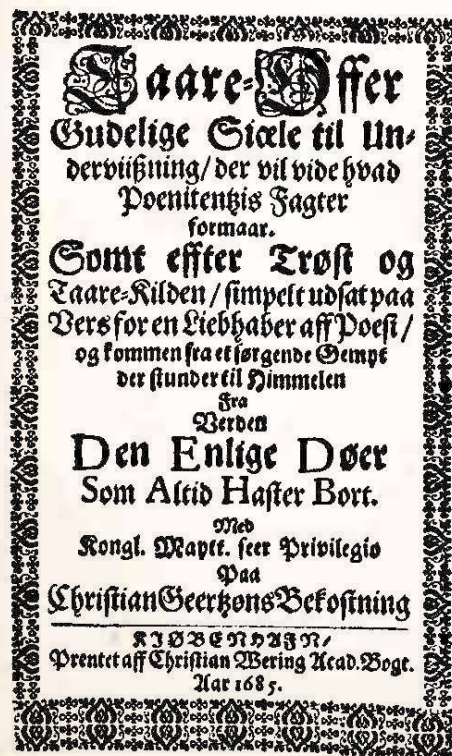 Taare-Offer
Gudelige Siæle til Un-
derviißning/ der vil vide hvad
Poenitentzis Fagter
formaar.
Somt effter Trøst og
Taare-Kilden / simpelt udsat paa
Vers for en Liebhaber aff Poesi /
og kommen fra et sørgende Gemyt
der stunder til Himmelen
Fra
Verden
Den Enlige Døer
Som Altid Haster Bort.
Med
Kongl. Maytt. seer Privilegio
Paa
Christian Geertzøns Bekostning
KIØBENHAFN/
Prentet aff Christian Wering Acad. Bogt.
Aar 1685.